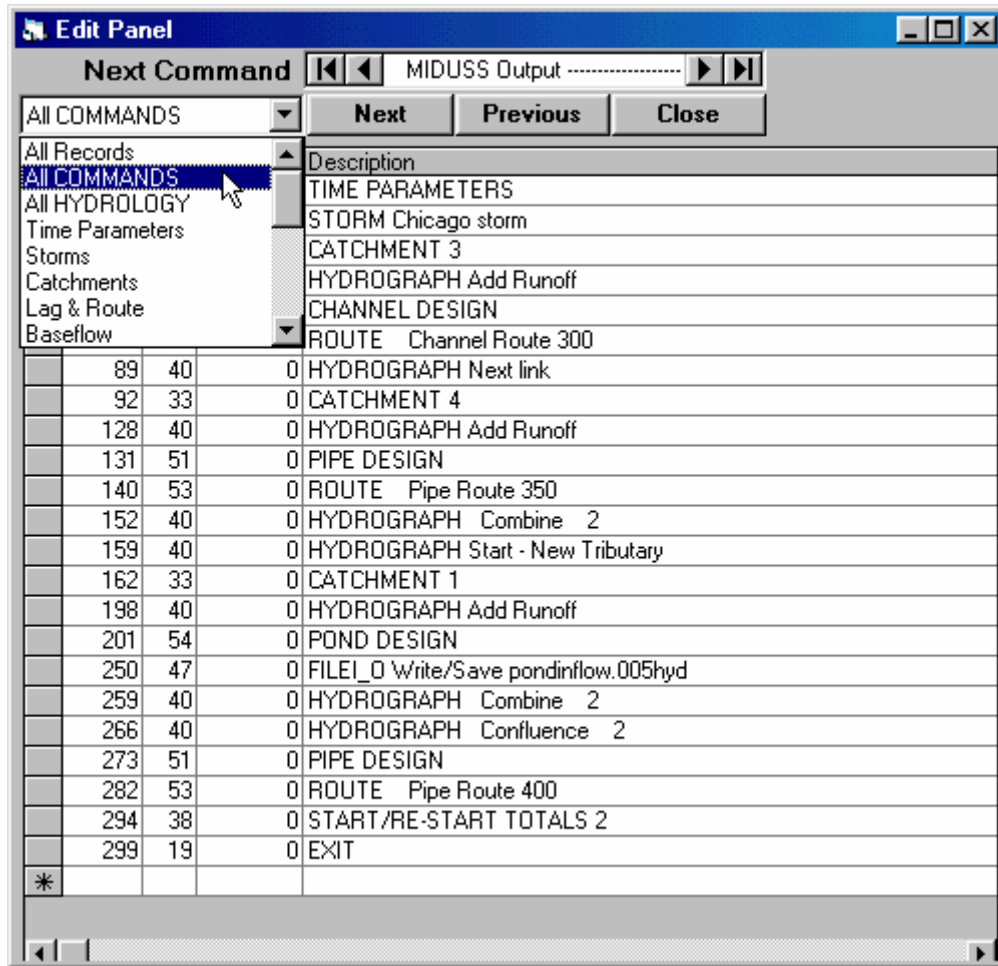 Edit Panel
Next Command MIDUSS Output -------------------
All COMMANDS Next Previous Close
All Records
All COMMANDS
All HYDROLOGY
Time Parameters
Storms
Catchments
Lag & Route
Baseflow
Description
TIME PARAMETERS
STORM Chicago storm
CATCHMENT 3
HYDROGRAPH Add Runoff
CHANNEL DESIGN
ROUTE Channel Route 300
89 40 0 HYDROGRAPH Next link
92 33 0 CATCHMENT 4
128 40 0 HYDROGRAPH Add Runoff
131 51 0 PIPE DESIGN
140 53 0 ROUTE Pipe Route 350
152 40 0 HYDROGRAPH Combine 2
159 40 0 HYDROGRAPH Start - New Tributary
162 33 0 CATCHMENT 1
198 40 0 HYDROGRAPH Add Runoff
201 54 0 POND DESIGN
250 47 0 FILEI_O Write/Save pondinflow.005hyd
259 40 0 HYDROGRAPH Combine 2
266 40 0 HYDROGRAPH Confluence 2
273 51 0 PIPE DESIGN
282 53 0 ROUTE Pipe Route 400
294 38 0 START/RE-START TOTALS 2
299 19 0 EXIT